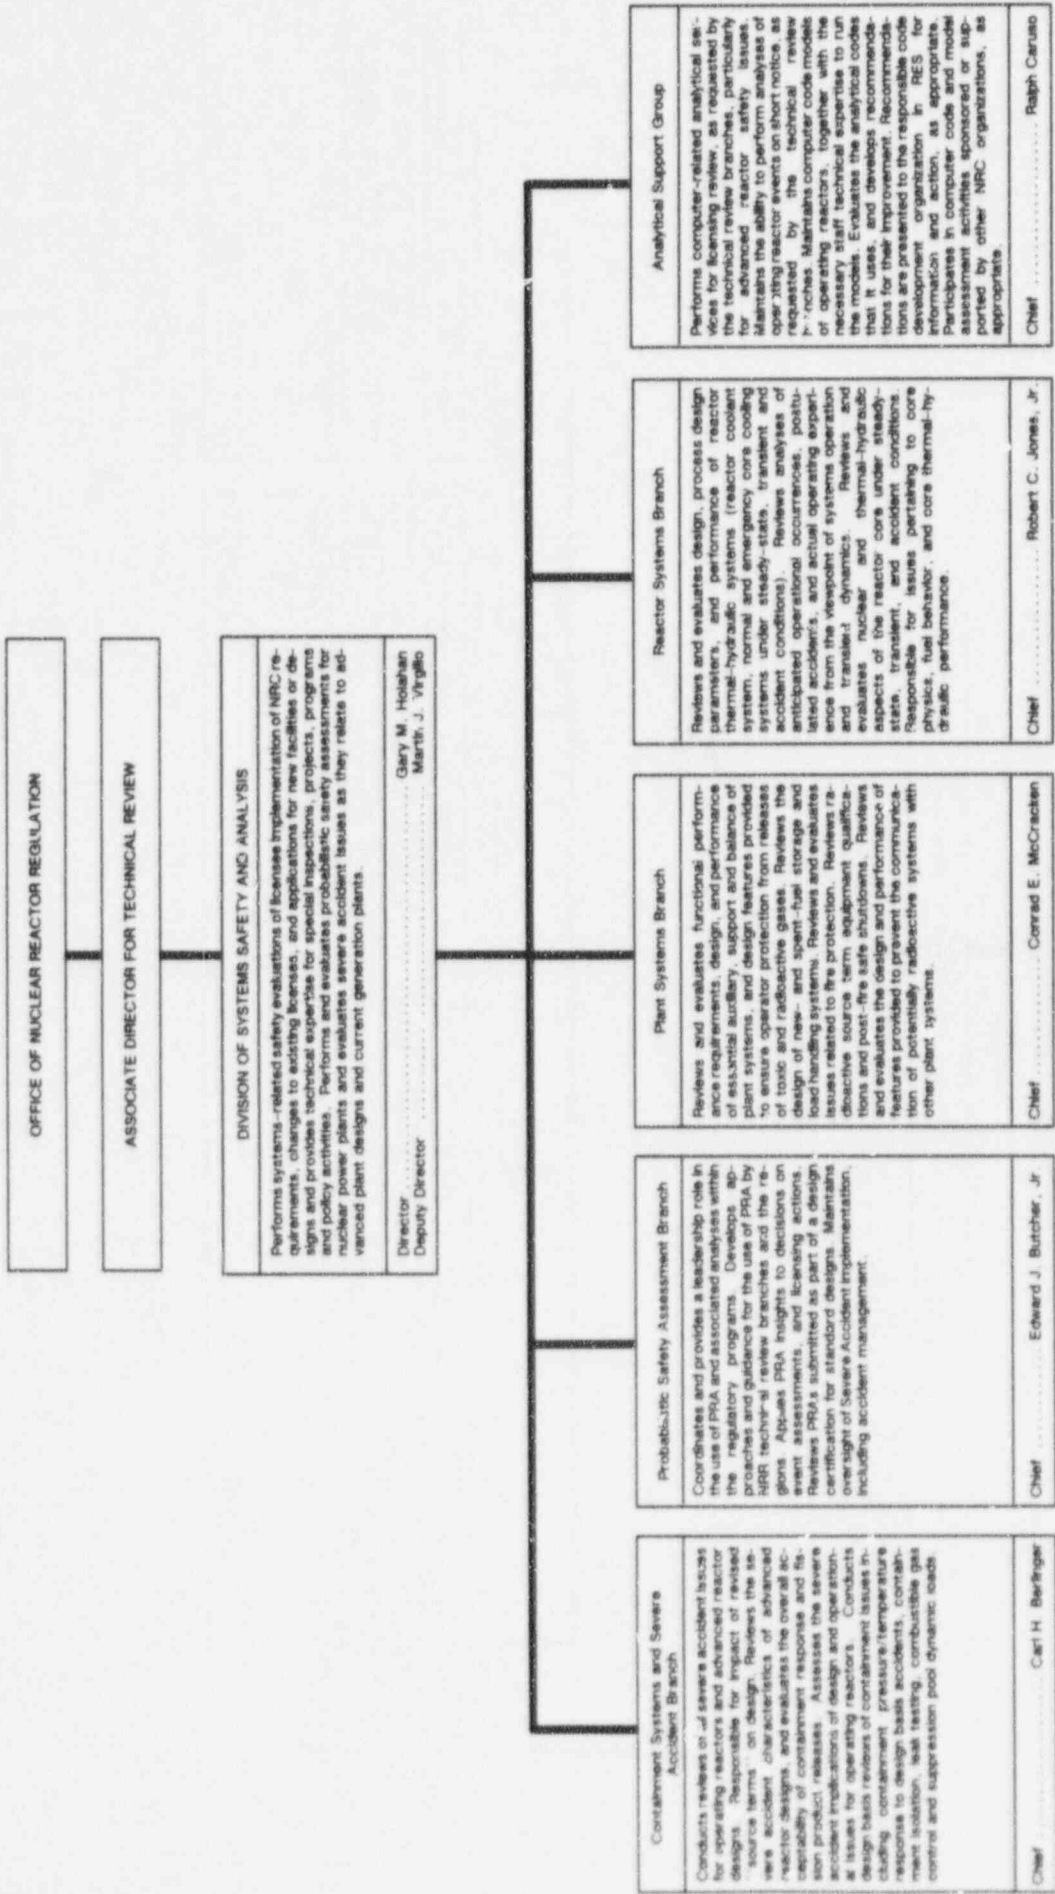 OFFICE OF NUCLEAR REACTOR REGULATION
ASSOCIATE DIRECTOR FOR TECHNICAL REVIEW
DIVISION OF SYSTEMS SAFETY AND ANALYSIS
Performs systems-related safety evaluations of licensee implementation of NRC re-
quirements, changes to existing licenses, and applications for new facilities or de-
signs and provides technical expertise for special inspections, projects, programs
and policy activities. Performs and evaluates probabilistic safety assessments for
nuclear power plants and evaluates severe accident issues as they relate to ad-
vanced plant designs and current generation plants.
Director .......... Gary M. Holahan
Deputy Director .......... Martin J. Virgilio
Containment Systems and Severe
Accident Branch
Conducts reviews of severe accident issues
for operating reactors and advanced reactor
designs. Responsible for impact of revised
source terms on design. Reviews the se-
vere accident characteristics of advanced
reactor designs, and evaluates the overall ac-
ceptability of containment response and fis-
sion product releases. Assesses the severe
accident implications of design and operation-
al issues for operating reactors. Conducts
design basis reviews of containment issues in-
cluding containment pressure/temperature
response to design basis accidents, contain-
ment isolation, leak testing, combustible gas
control and suppression pool dynamic loads.
Chief .......... Carl H. Berlinger
Probabilistic Safety Assessment Branch
Coordinates and provides a leadership role in
the use of PRA and associated analyses within
the regulatory programs. Develops ap-
proaches and guidance for the use of PRA by
NRR technical review branches and the re-
gions. Applies PRA insights to decisions on
event assessments, and licensing actions.
Reviews PRAs submitted as part of a design
certification for standard designs. Maintains
oversight of Severe Accident Implementation,
including accident management.
Chief .......... Edward J. Butcher, Jr
Plant Systems Branch
Reviews and evaluates functional perform-
ance requirements, design, and performance
of essential auxiliary, support and balance of
plant systems, and design features provided
to ensure operator protection from releases
of toxic and radioactive gases. Reviews the
design of new- and spent-fuel storage and
load handling systems. Reviews and evaluates
issues related to fire protection. Reviews ra-
dioactive source term equipment qualifica-
tions and post-fire safe shutdowns. Reviews
and evaluates the design and performance of
features provided to prevent the communica-
tion of potentially radioactive systems with
other plant systems.
Chief .......... Conrad E. McCracken
Reactor Systems Branch
Reviews and evaluates design, process design
parameters, and performance of reactor
thermal-hydraulic systems (reactor coolant
system, normal and emergency core cooling
systems under steady-state, transient and
accident conditions). Reviews analyses of
anticipated operational occurrences, postu-
lated accidents, and actual operating experi-
ence from the viewpoint of systems operation
and transient dynamics. Reviews and
evaluates nuclear and thermal-hydraulic
aspects of the reactor core under steady-
state, transient, and accident conditions.
Responsible for issues pertaining to core
physics, fuel behavior, and core thermal-hy-
draulic performance.
Chief .......... Robert C. Jones, Jr.
Analytical Support Group
Performs computer-related analytical ser-
vices for licensing review, as requested by
the technical review branches, particularly
for advanced reactor safety issues.
Maintains the ability to perform analyses of
operating reactor events on short notice, as
requested by the technical review
branches. Maintains computer code models
of operating reactors, together with the
necessary staff technical expertise to run
the models. Evaluates the analytical codes
that it uses, and develops recommenda-
tions for their improvement. Recommenda-
tions are presented to the responsible code
development organization in RES for
information and action, as appropriate.
Participates in computer code and model
assessment activities sponsored or sup-
ported by other NRC organizations, as
appropriate.
Chief .......... Ralph Caruso